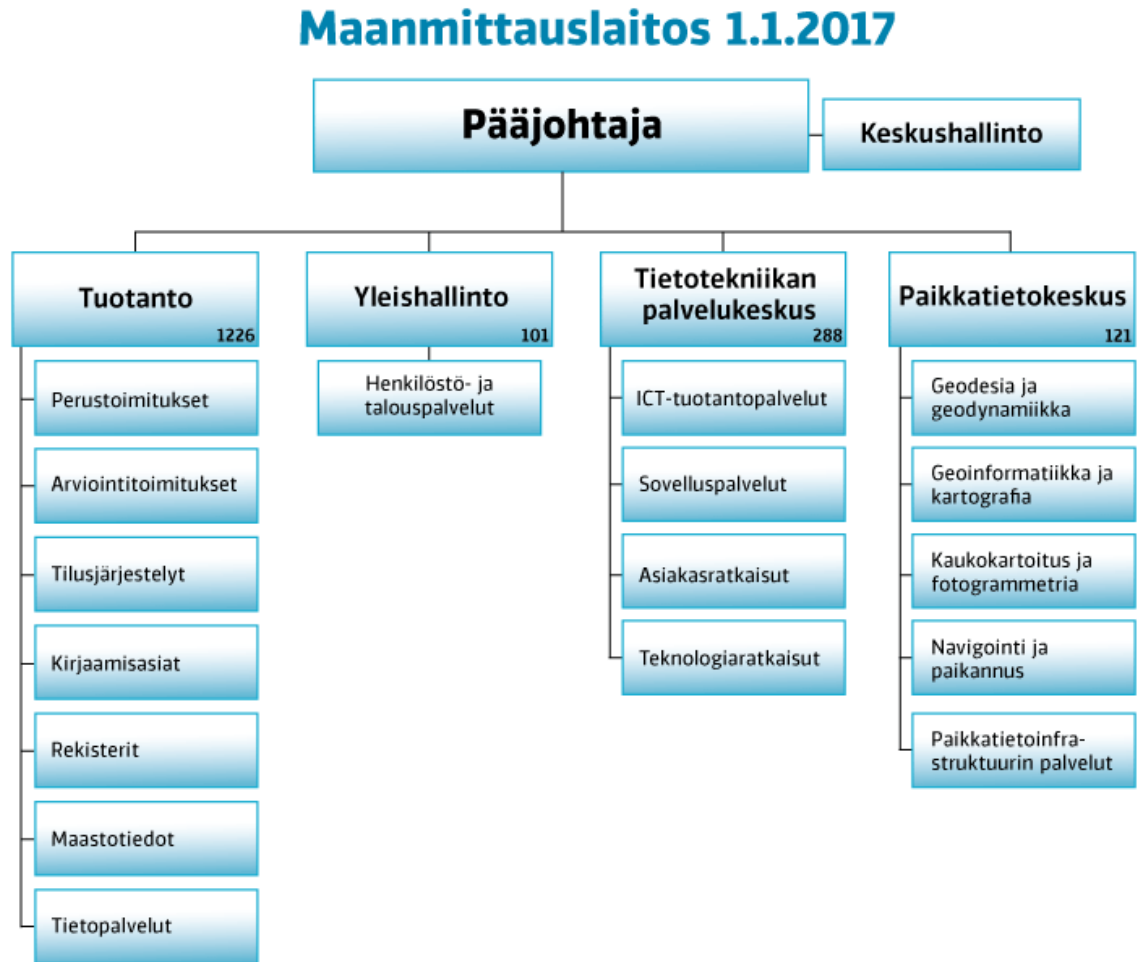 Maanmittauslaitos 1.1.2017
Pääjohtaja
Keskushallinto
Tuotanto
1226
Perustoimitukset
Arviointitoimitukset
Tilusjärjestelyt
Kirjaamisasiat
Rekisterit
Maastotiedot
Tietopalvelut
Yleishallinto
101
Henkilöstö- ja
talouspalvelut
Tietotekniikan
palvelukeskus
288
ICT-tuotantopalvelut
Sovelluspalvelut
Asiakasratkaisut
Teknologiaratkaisut
Paikkatietokeskus
121
Geodesia ja
geodynamiikka
Geoinformatiikka ja
kartografia
Kaukokartoitus ja
fotogrammetria
Navigointi ja
paikannus
Paikkatietoinfra-
struktuurin palvelut